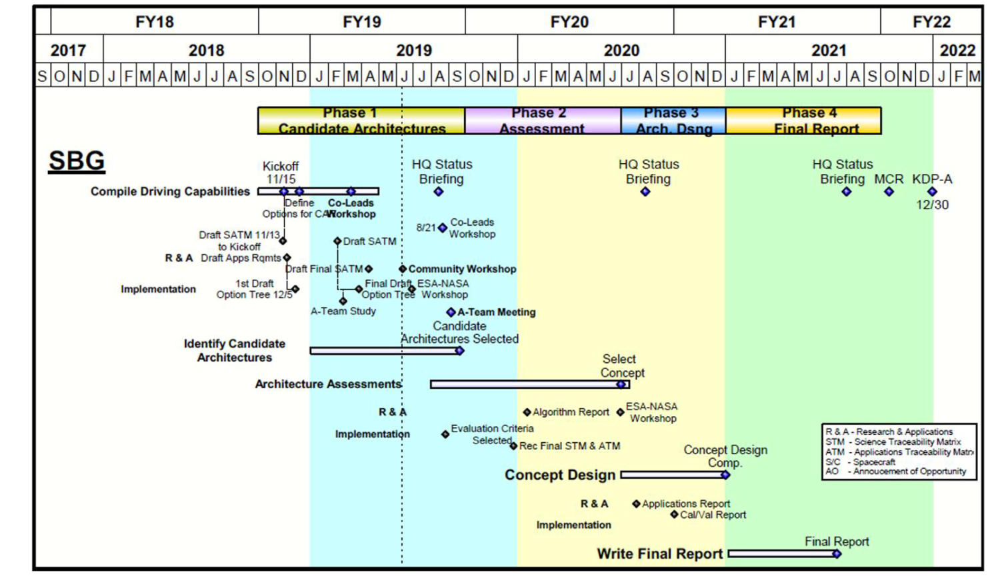 FY18 FY19 FY20 FY21 FY22
2017 2018 2019 2020 2021 2022
S O N D J F M A M J J A S O N D J F M A M J J A S O N D J F M A M J J A S O N D J F M A M J J A S O N D J F M
Phase 1 Phase 2 Phase 3 Phase 4
Candidate Architectures Assessment Arch. Dsng Final Report
SBG
Kickoff HQ Status HQ Status HQ Status
11/15 Briefing Briefing Briefing MCR KDP-A
Compile Driving Capabilities
12/30
Define Co-Leads
Options for CAR Workshop
8/21 Co-Leads
Workshop
Draft SATM 11/13 Draft SATM
to Kickoff
R & A Draft Apps Rqmts
Draft Final SATM Community Workshop
1st Draft Final Draft ESA-NASA
Implementation Option Tree 12/5 Option Tree Workshop
A-Team Study A-Team Meeting
Candidate
Architectures Selected
Identify Candidate
Architectures
Select
Concept
Architecture Assessments
R & A Algorithm Report ESA-NASA
Workshop
Implementation Evaluation Criteria
Selected Rec Final STM & ATM
R & A - Research & Applications
STM - Science Traceability Matrix
ATM - Applications Traceability Matrx
S/C - Spacecraft
AO - Annoucement of Opportunity
Concept Design
Comp.
Concept Design
R & A Applications Report
Cal/Val Report
Implementation
Final Report
Write Final Report